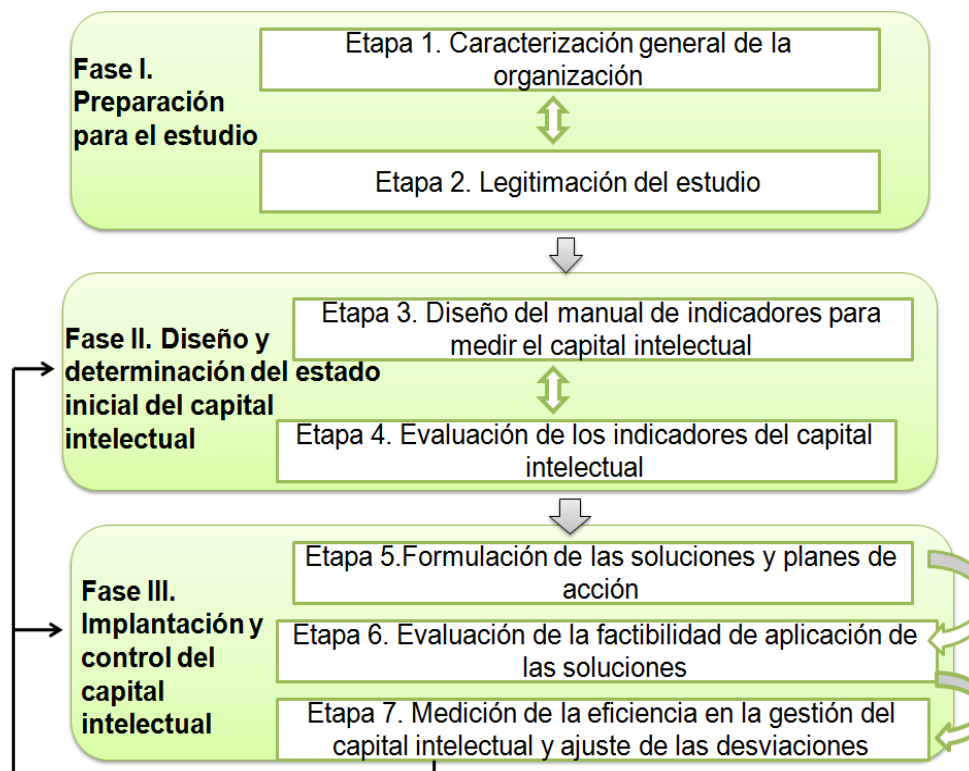 Fase I.
Preparación
para el estudio
Etapa 1. Caracterización general de la
organización
Etapa 2. Legitimación del estudio
Fase II. Diseño y
determinación del estado
inicial del capital
intelectual
Etapa 3. Diseño del manual de indicadores para
medir el capital intelectual
Etapa 4. Evaluación de los indicadores del capital
intelectual
Fase III.
Implantación y
control del
capital
intelectual
Etapa 5.Formulación de las soluciones y planes de
acción
Etapa 6. Evaluación de la factibilidad de aplicación de
las soluciones
Etapa 7. Medición de la eficiencia en la gestión del
capital intelectual y ajuste de las desviaciones